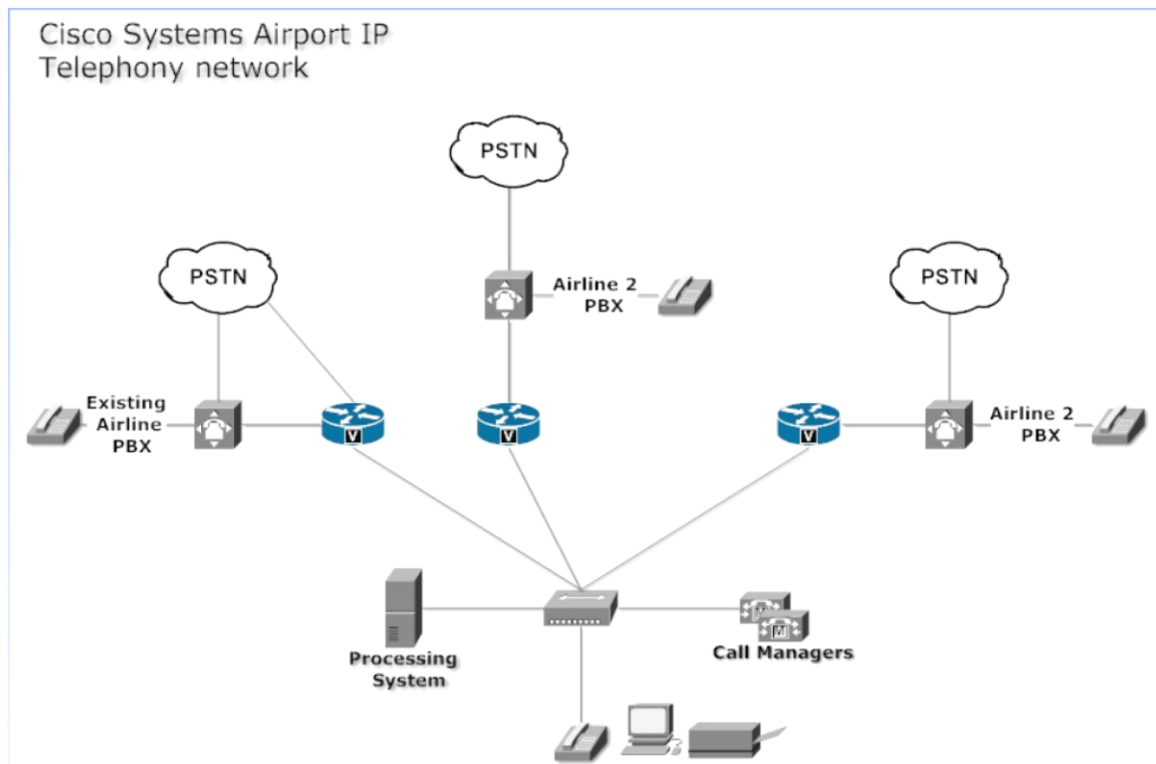 Cisco Systems Airport IP
Telephony network
PSTN
PSTN
PSTN
Airline 2
PBX
Existing
Airline
PBX
V
V
V
Airline 2
PBX
Processing
System
M
M
Call Managers